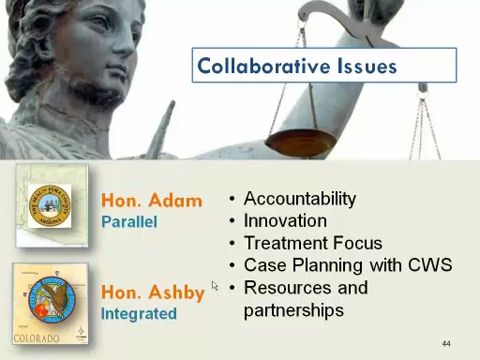 Collaborative Issues
Hon. Adam
Parallel
Hon. Ashby
Integrated
• Accountability
• Innovation
• Treatment Focus
• Case Planning with CWS
• Resources and
partnerships
COLORADO
44